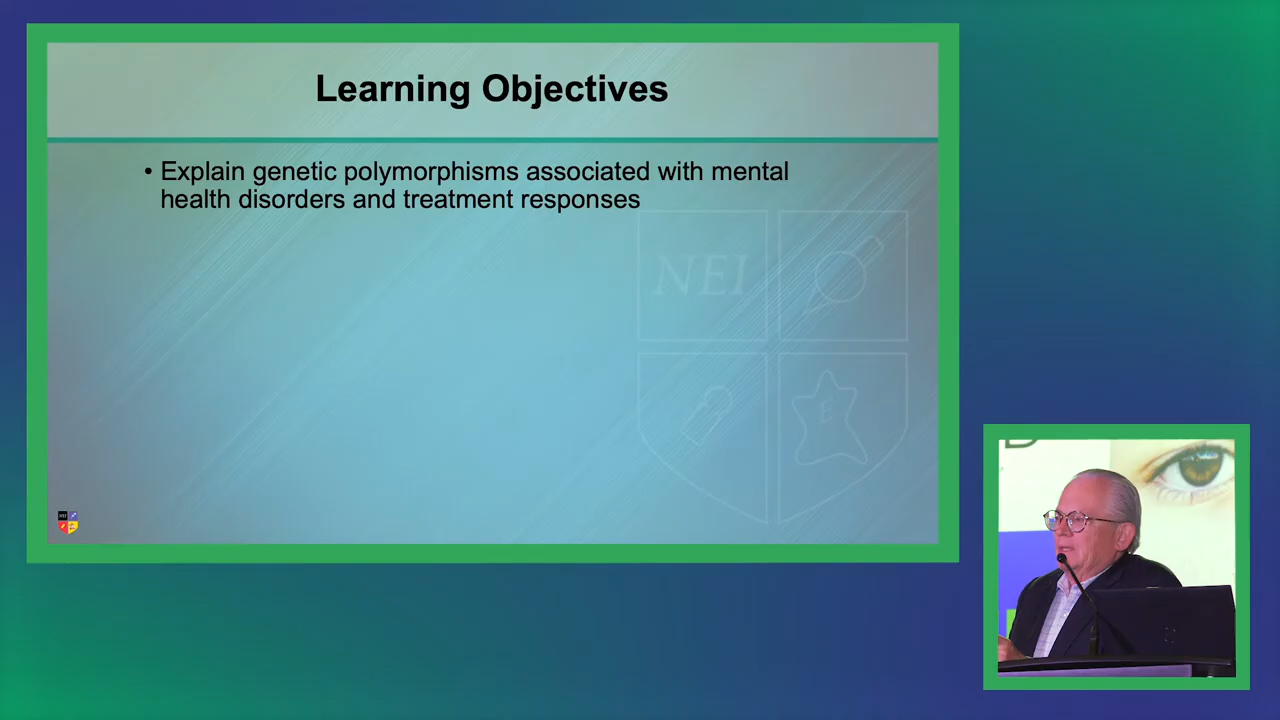 Learning Objectives
• Explain genetic polymorphisms associated with mental
health disorders and treatment responses
NEI
E